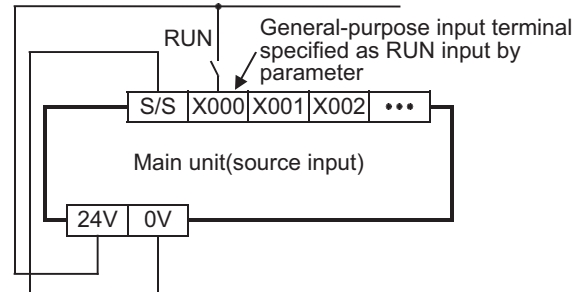 RUN
General-purpose input terminal
specified as RUN input by
parameter
S/S X000 X001 X002 •••
Main unit(source input)
24V 0V